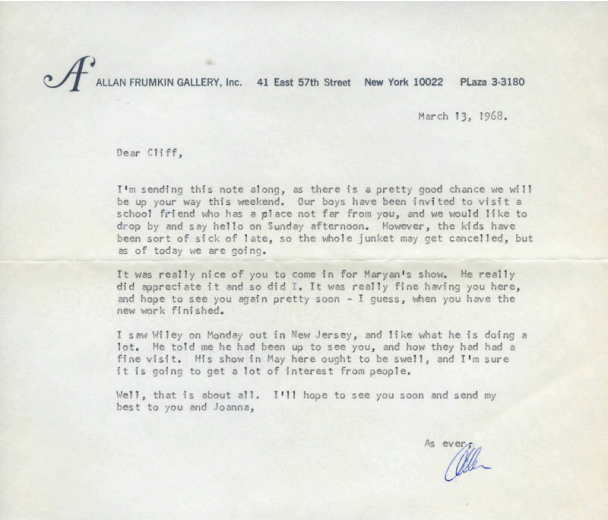 AF ALLAN FRUMKIN GALLERY, Inc. 41 East 57th Street New York 10022 PLaza 3-3180
March 13, 1968.
Dear Cliff,
I'm sending this note along, as there is a pretty good chance we will
be up your way this weekend. Our boys have been invited to visit a
school friend who has a place not far from you, and we would like to
drop by and say hello on Sunday afternoon. However, the kids have
been sort of sick of late, so the whole junket may get cancelled, but
as of today we are going.
It was really nice of you to come in for Maryan's show. He really
did appreciate it and so did I. It was really fine having you here,
and hope to see you again pretty soon - I guess, when you have the
new work finished.
I saw Wiley on Monday out in New Jersey, and like what he is doing a
lot. He told me he had been up to see you, and how they had had a
fine visit. His show in May here ought to be swell, and I'm sure
it is going to get a lot of interest from people.
Well, that is about all. I'll hope to see you soon and send my
best to you and Joanna,
As ever,
Allan